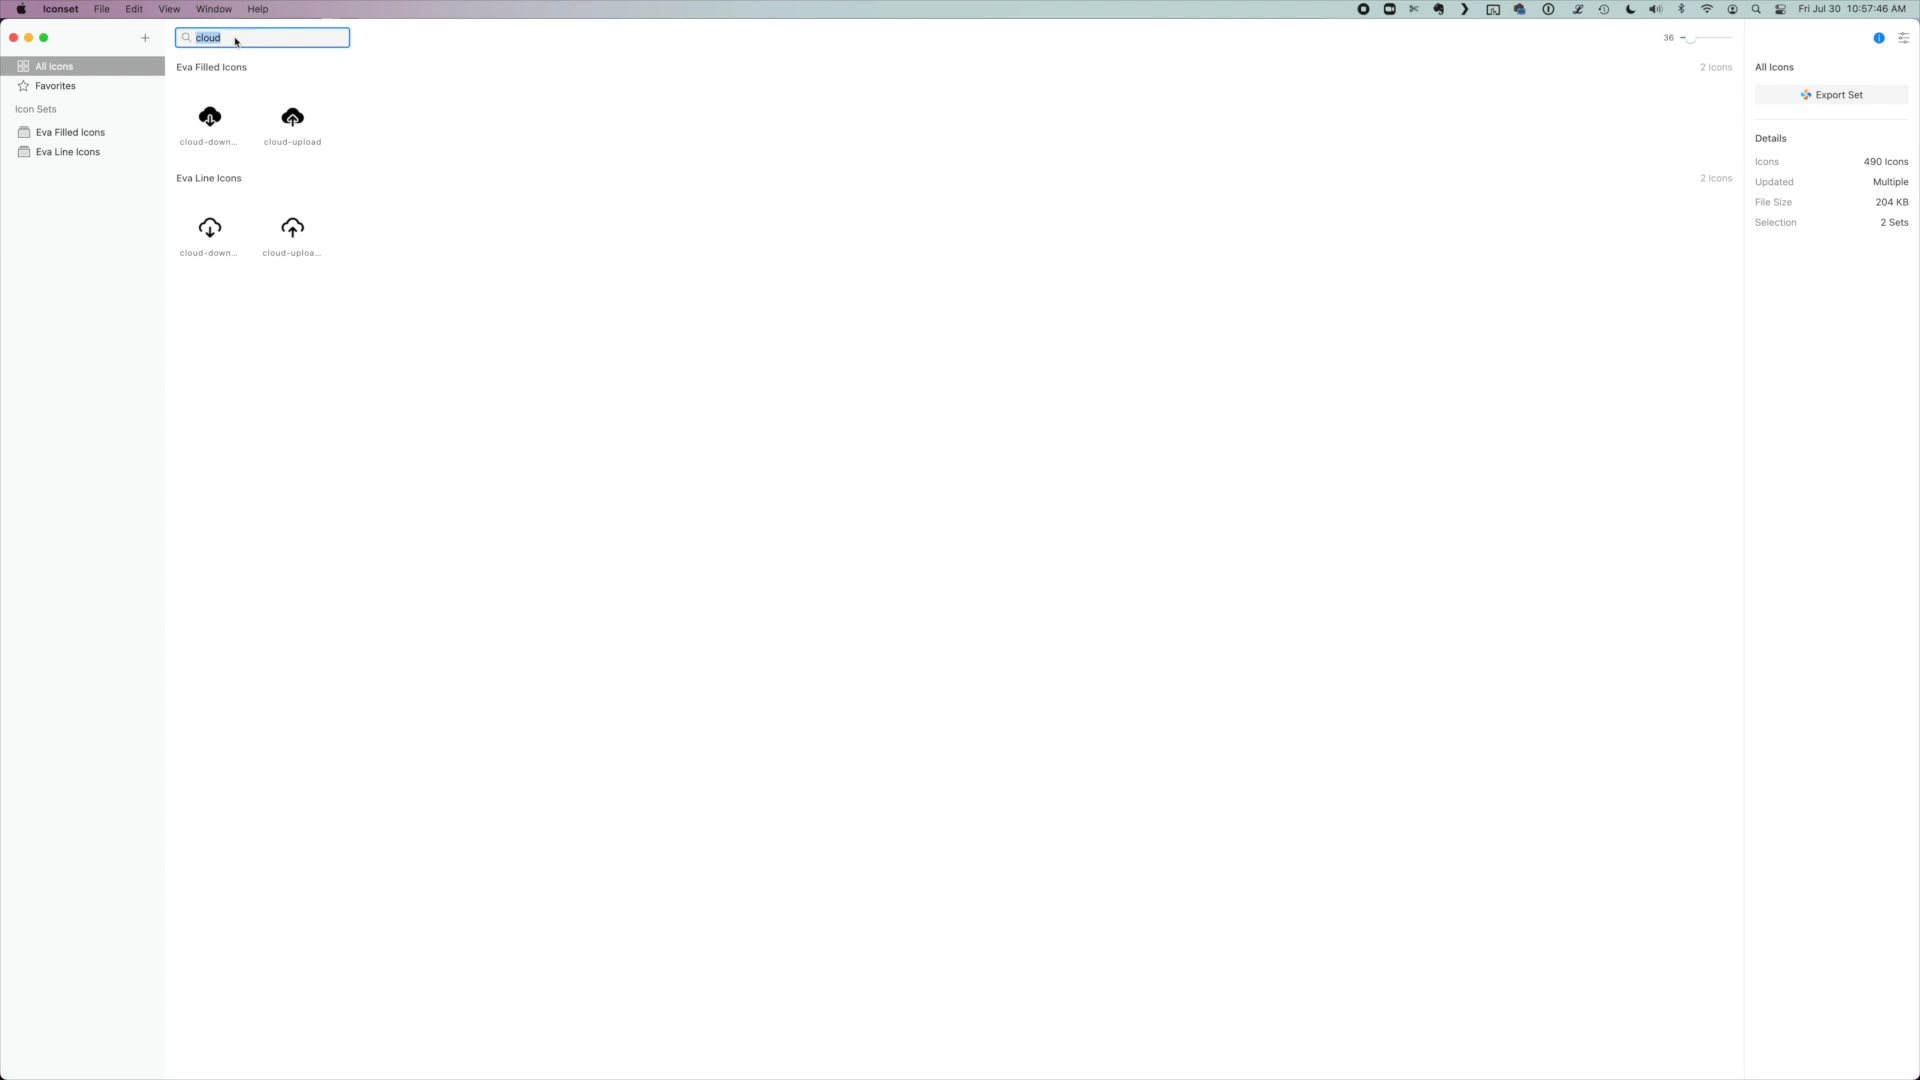 Iconset File Edit View Window Help Fri Jul 30 10:57:46 AM
cloud 36
All Icons
Favorites
Icon Sets
Eva Filled Icons
Eva Line Icons
Eva Filled Icons 2 Icons
cloud-down... cloud-upload
Eva Line Icons 2 Icons
cloud-down... cloud-uploa...
All Icons
Export Set
Details
Icons 490 Icons
Updated Multiple
File Size 204 KB
Selection 2 Sets